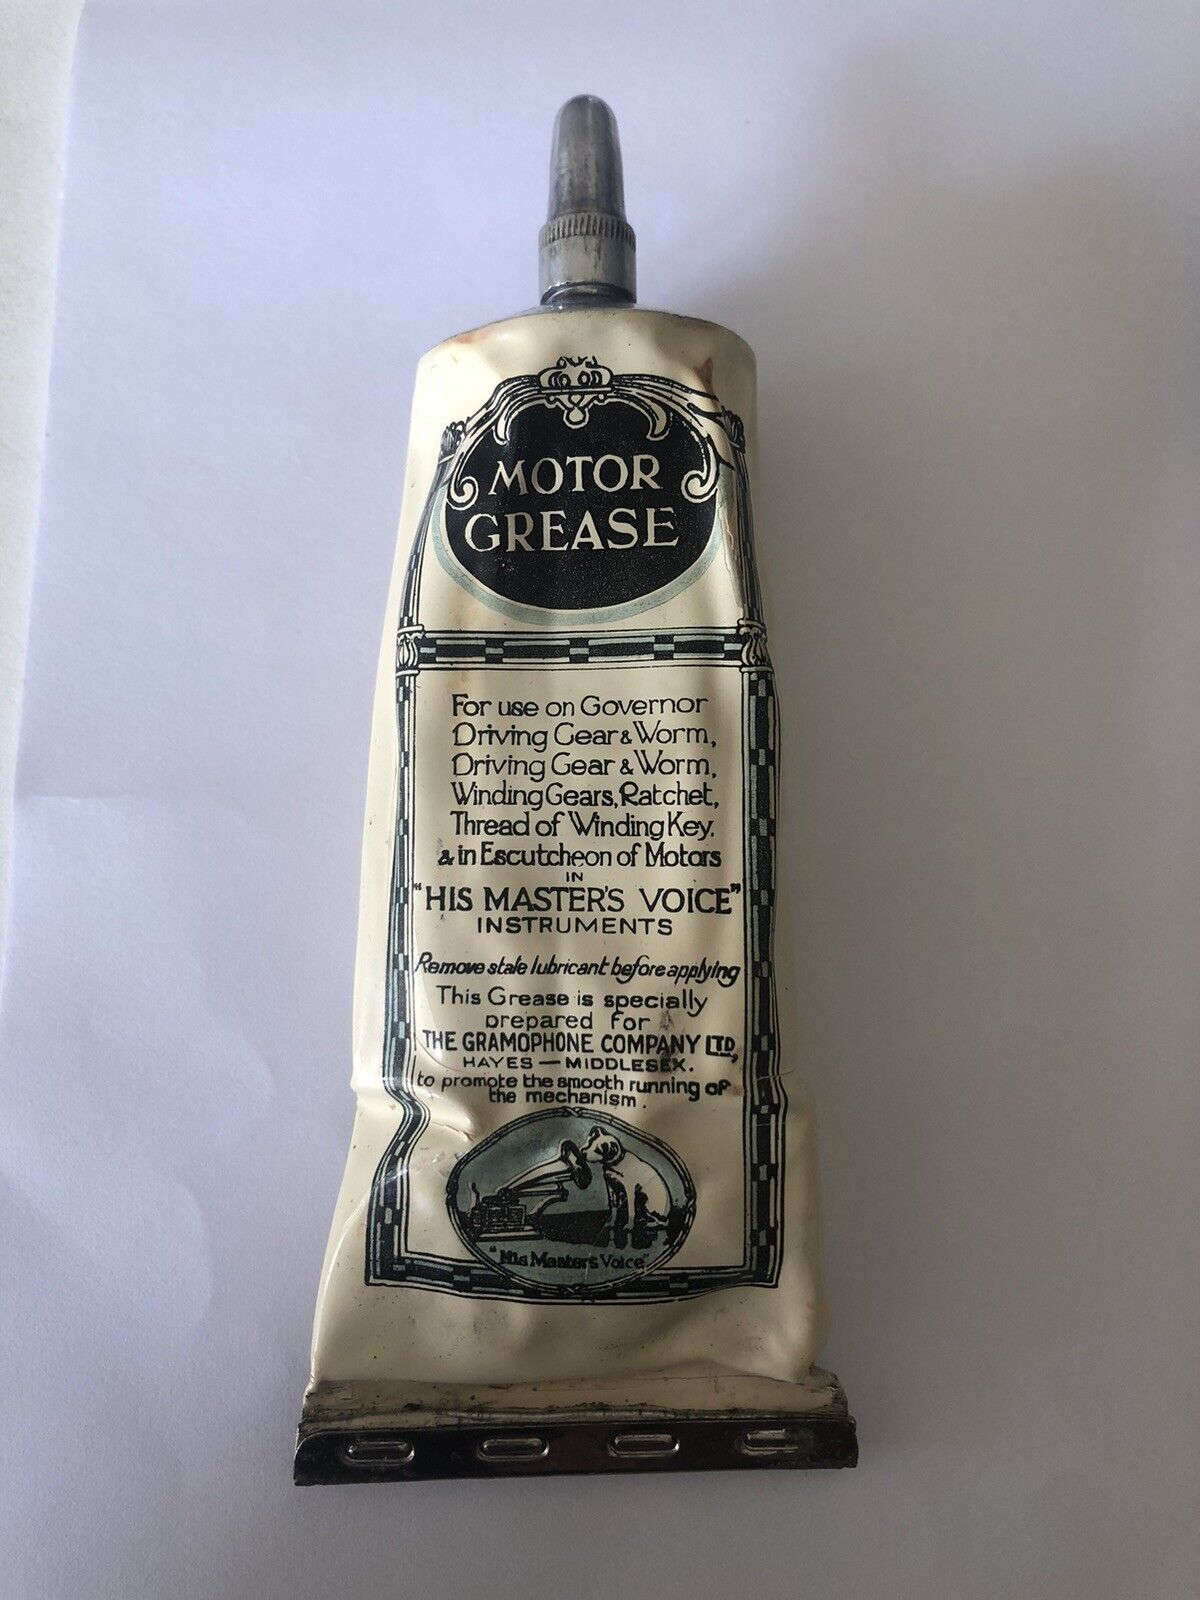 MOTOR
GREASE
For use on Governor
Driving Gear & Worm,
Driving Gear & Worm,
Winding Gears, Ratchet,
Thread of Winding Key.
& in Escutcheon of Motors
IN
"HIS MASTER'S VOICE"
INSTRUMENTS
Remove stale lubricant before applying
This Grease is specially
prepared for
THE GRAMOPHONE COMPANY LTD,
HAYES — MIDDLESEX.
to promote the smooth running of
the mechanism.
"His Master's Voice"